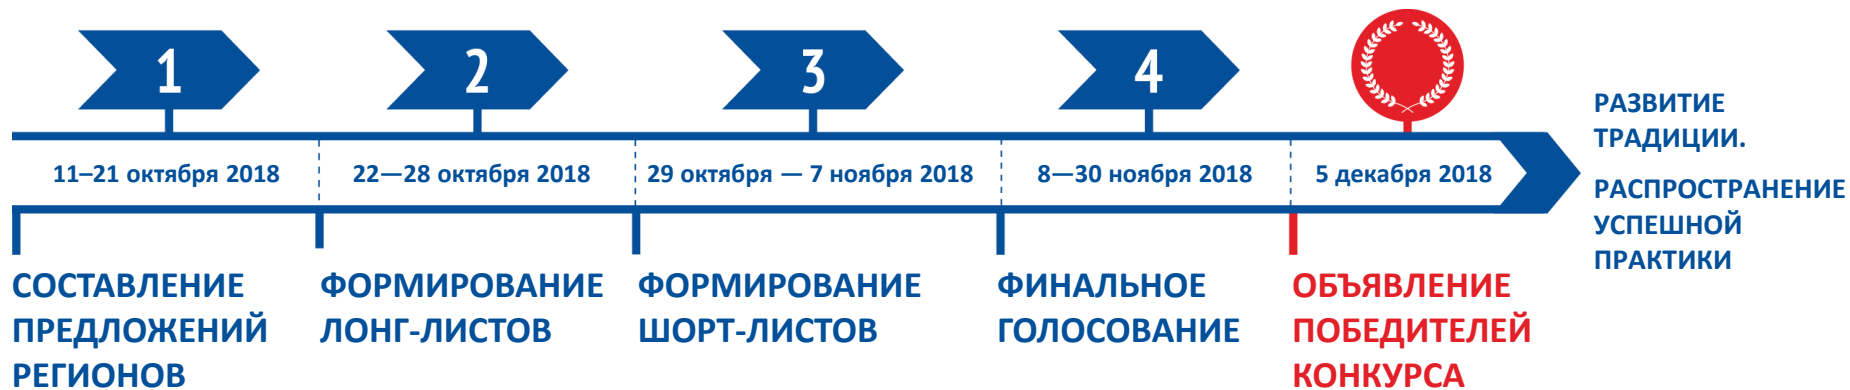 1
2
3
4
11–21 октября 2018
22—28 октября 2018
29 октября — 7 ноября 2018
8—30 ноября 2018
5 декабря 2018
СОСТАВЛЕНИЕ
ПРЕДЛОЖЕНИЙ
РЕГИОНОВ
ФОРМИРОВАНИЕ
ЛОНГ-ЛИСТОВ
ФОРМИРОВАНИЕ
ШОРТ-ЛИСТОВ
ФИНАЛЬНОЕ
ГОЛОСОВАНИЕ
ОБЪЯВЛЕНИЕ
ПОБЕДИТЕЛЕЙ
КОНКУРСА
РАЗВИТИЕ
ТРАДИЦИИ.
РАСПРОСТРАНЕНИЕ
УСПЕШНОЙ
ПРАКТИКИ